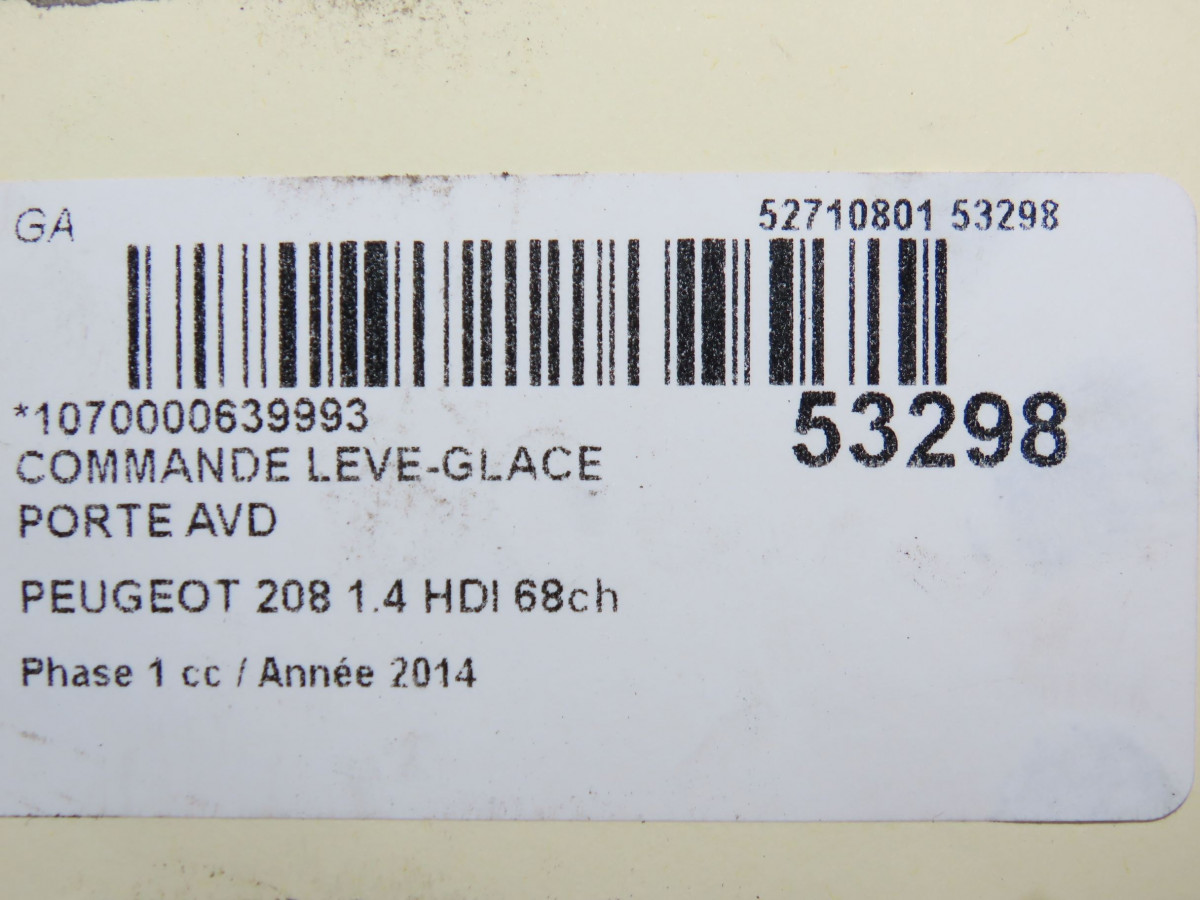 GA
52710801 53298
*1070000639993
53298
COMMANDE LEVE-GLACE
PORTE AVD
PEUGEOT 208 1.4 HDI 68ch
Phase 1 cc / Année 2014